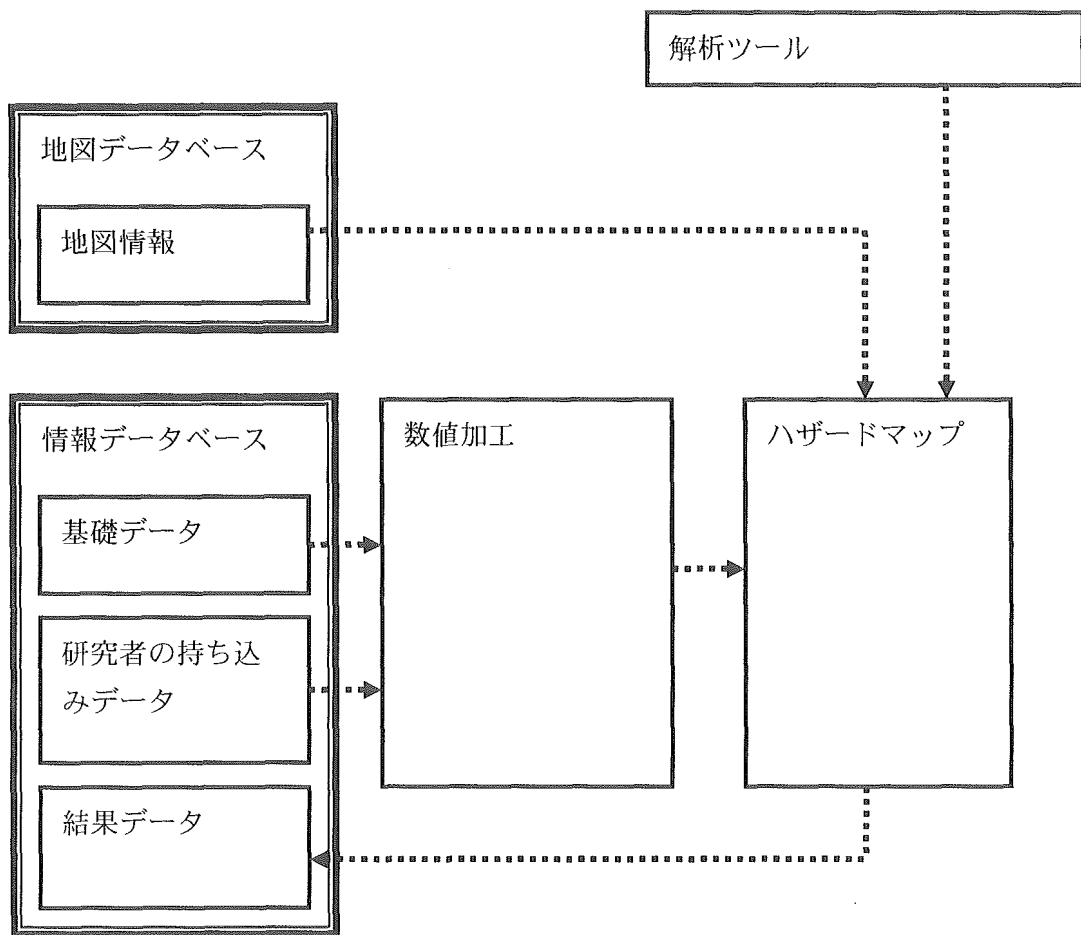 解析ツール
地図データベース
地図情報
情報データベース
数値加工
ハザードマップ
基礎データ
研究者の持ち込
みデータ
結果データ